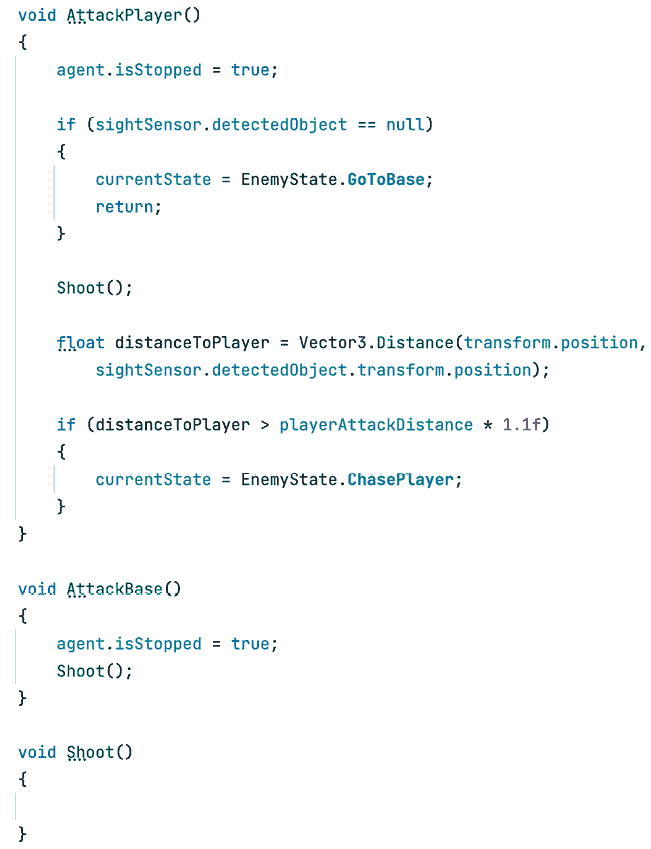 void AttackPlayer()
{
    agent.isStopped = true;

    if (sightSensor.detectedObject == null)
    {
        currentState = EnemyState.GoToBase;
        return;
    }

    Shoot();

    float distanceToPlayer = Vector3.Distance(transform.position,
        sightSensor.detectedObject.transform.position);

    if (distanceToPlayer > playerAttackDistance * 1.1f)
    {
        currentState = EnemyState.ChasePlayer;
    }
}

void AttackBase()
{
    agent.isStopped = true;
    Shoot();
}

void Shoot()
{

}